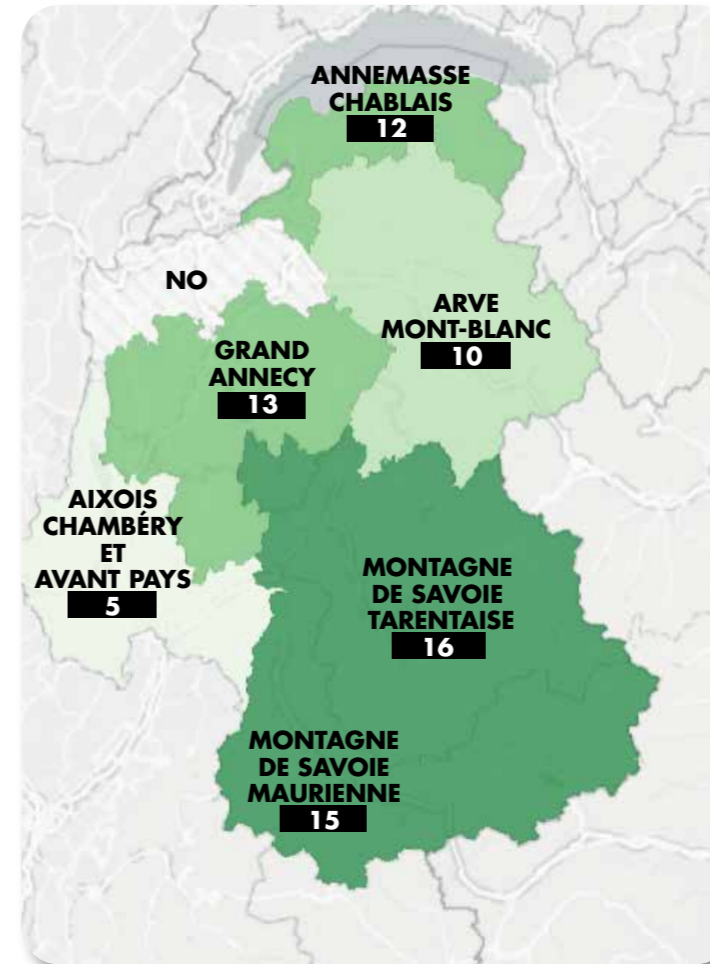 ANNEMASSE
CHABLAIS
12
NO
ARVE
MONT-BLANC
10
GRAND
ANNECY
13
AIXOIS
CHAMBÉRY
ET
AVANT PAYS
5
MONTAGNE
DE SAVOIE
TARENTAISE
16
MONTAGNE
DE SAVOIE
MAURIENNE
15